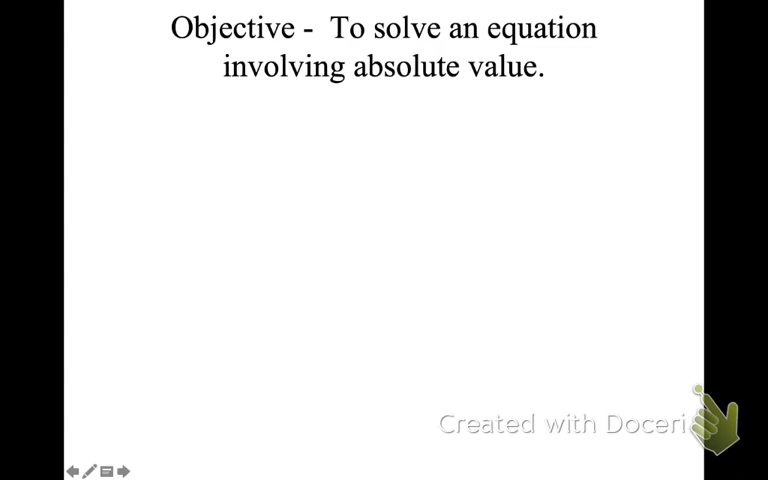 Objective -  To solve an equation
involving absolute value.
Created with Doceri